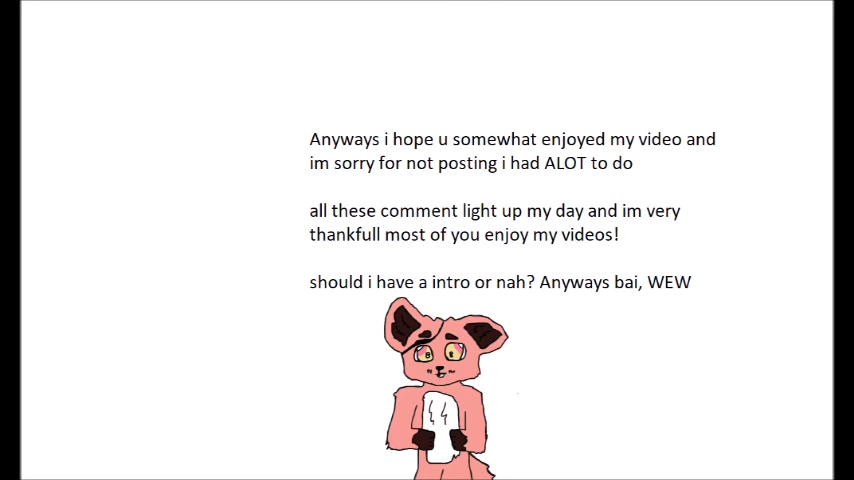 Anyways i hope u somewhat enjoyed my video and
im sorry for not posting i had ALOT to do
all these comment light up my day and im very
thankfull most of you enjoy my videos!
should i have a intro or nah? Anyways bai, WEW